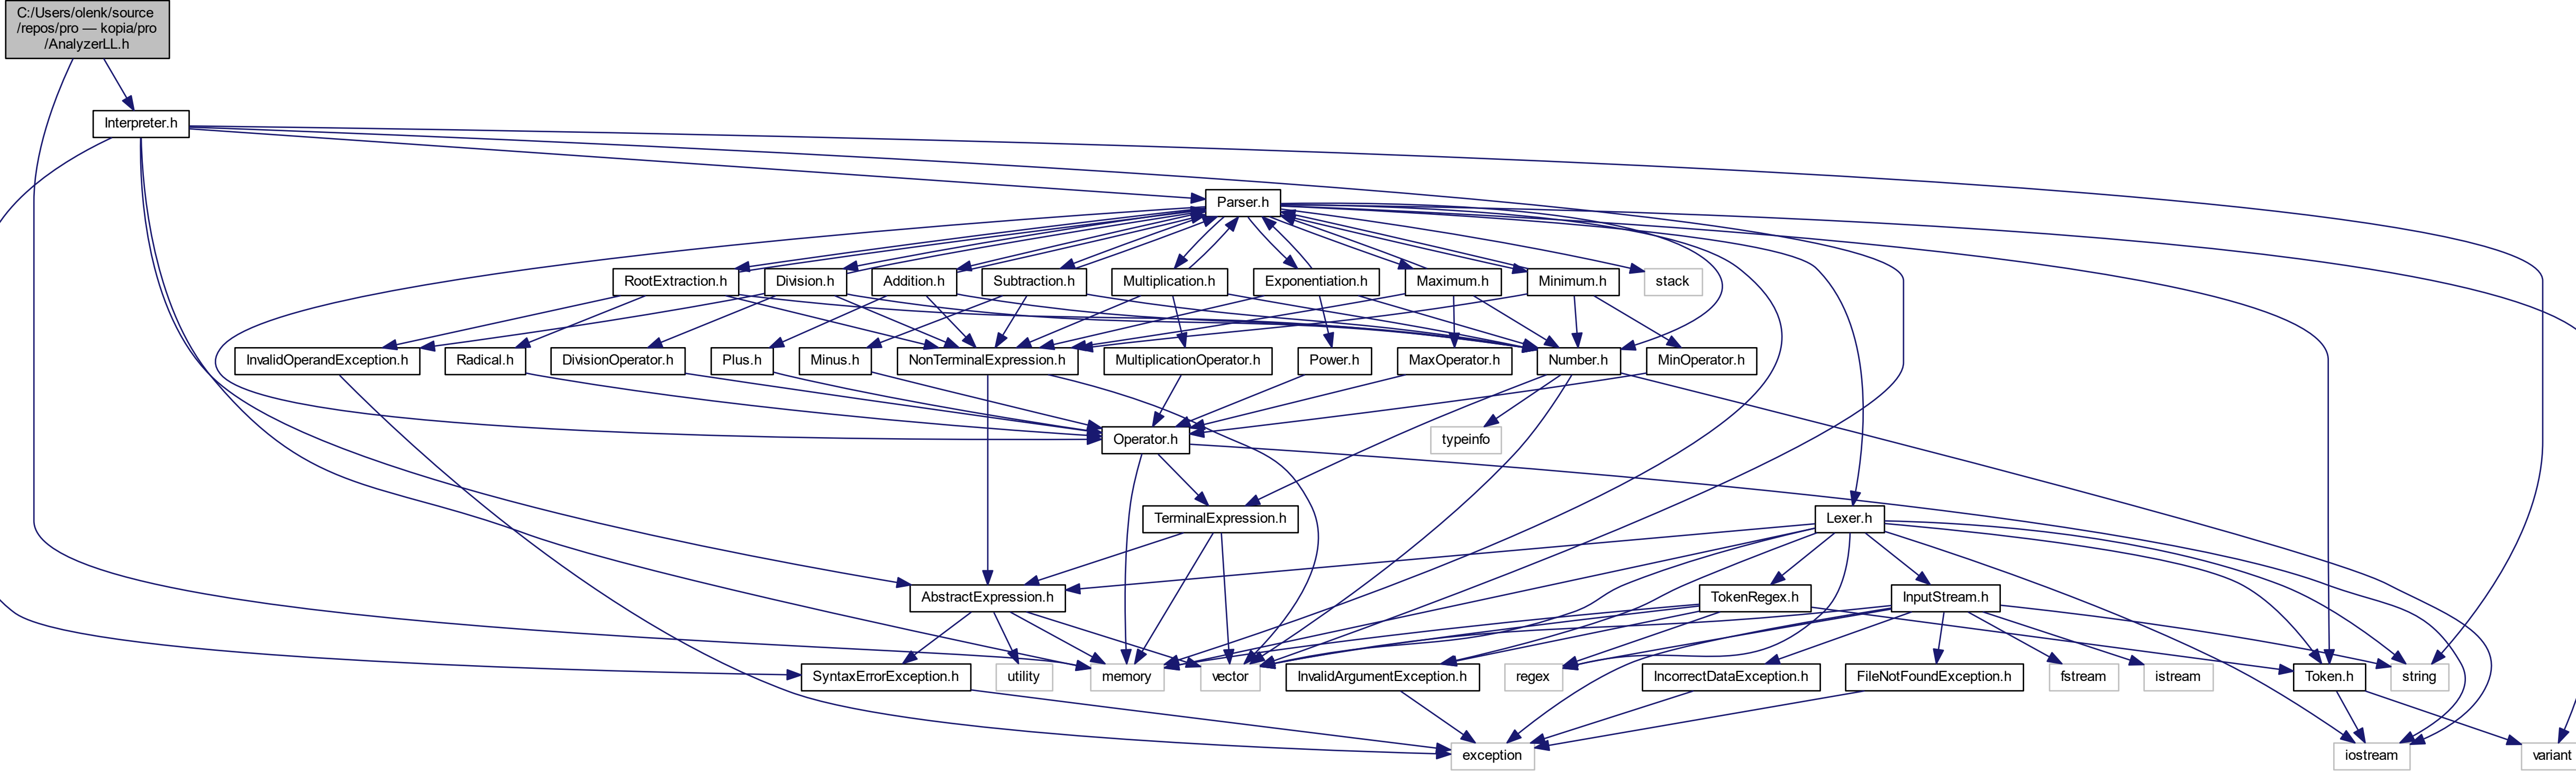 C:/Users/olenk/source
/repos/pro — kopia/pro
/AnalyzerLL.h
Interpreter.h
Parser.h
RootExtraction.h
Division.h
Addition.h
Subtraction.h
Multiplication.h
Exponentiation.h
Maximum.h
Minimum.h
stack
InvalidOperandException.h
Radical.h
DivisionOperator.h
Plus.h
Minus.h
NonTerminalExpression.h
MultiplicationOperator.h
Power.h
MaxOperator.h
Number.h
MinOperator.h
Operator.h
typeinfo
TerminalExpression.h
Lexer.h
AbstractExpression.h
TokenRegex.h
InputStream.h
SyntaxErrorException.h
utility
memory
vector
InvalidArgumentException.h
regex
IncorrectDataException.h
FileNotFoundException.h
fstream
istream
Token.h
string
exception
iostream
variant